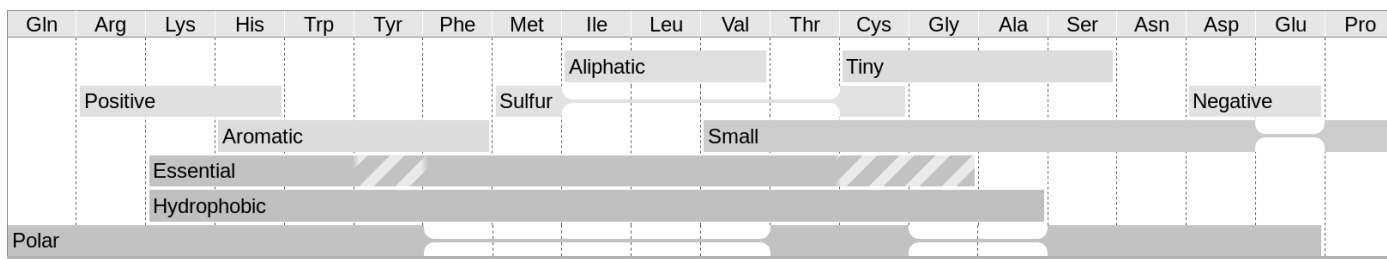 Gln Arg Lys His Trp Tyr Phe Met Ile Leu Val Thr Cys Gly Ala Ser Asn Asp Glu Pro
Aliphatic Tiny
Positive Sulfur Negative
Aromatic Small
Essential
Hydrophobic
Polar